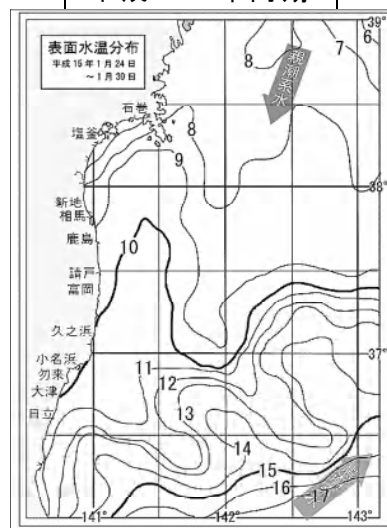 表面水温分布
平成15年1月24日
～1月30日
39°
6
7
8
親潮系水
石巻
塩釜
8
9
38°
新地
相馬
鹿島
10
請戸
富岡
久之浜
37°
小名浜
勿来
大津
日立
11
12
13
14
15
16
17
141°
142°
143°